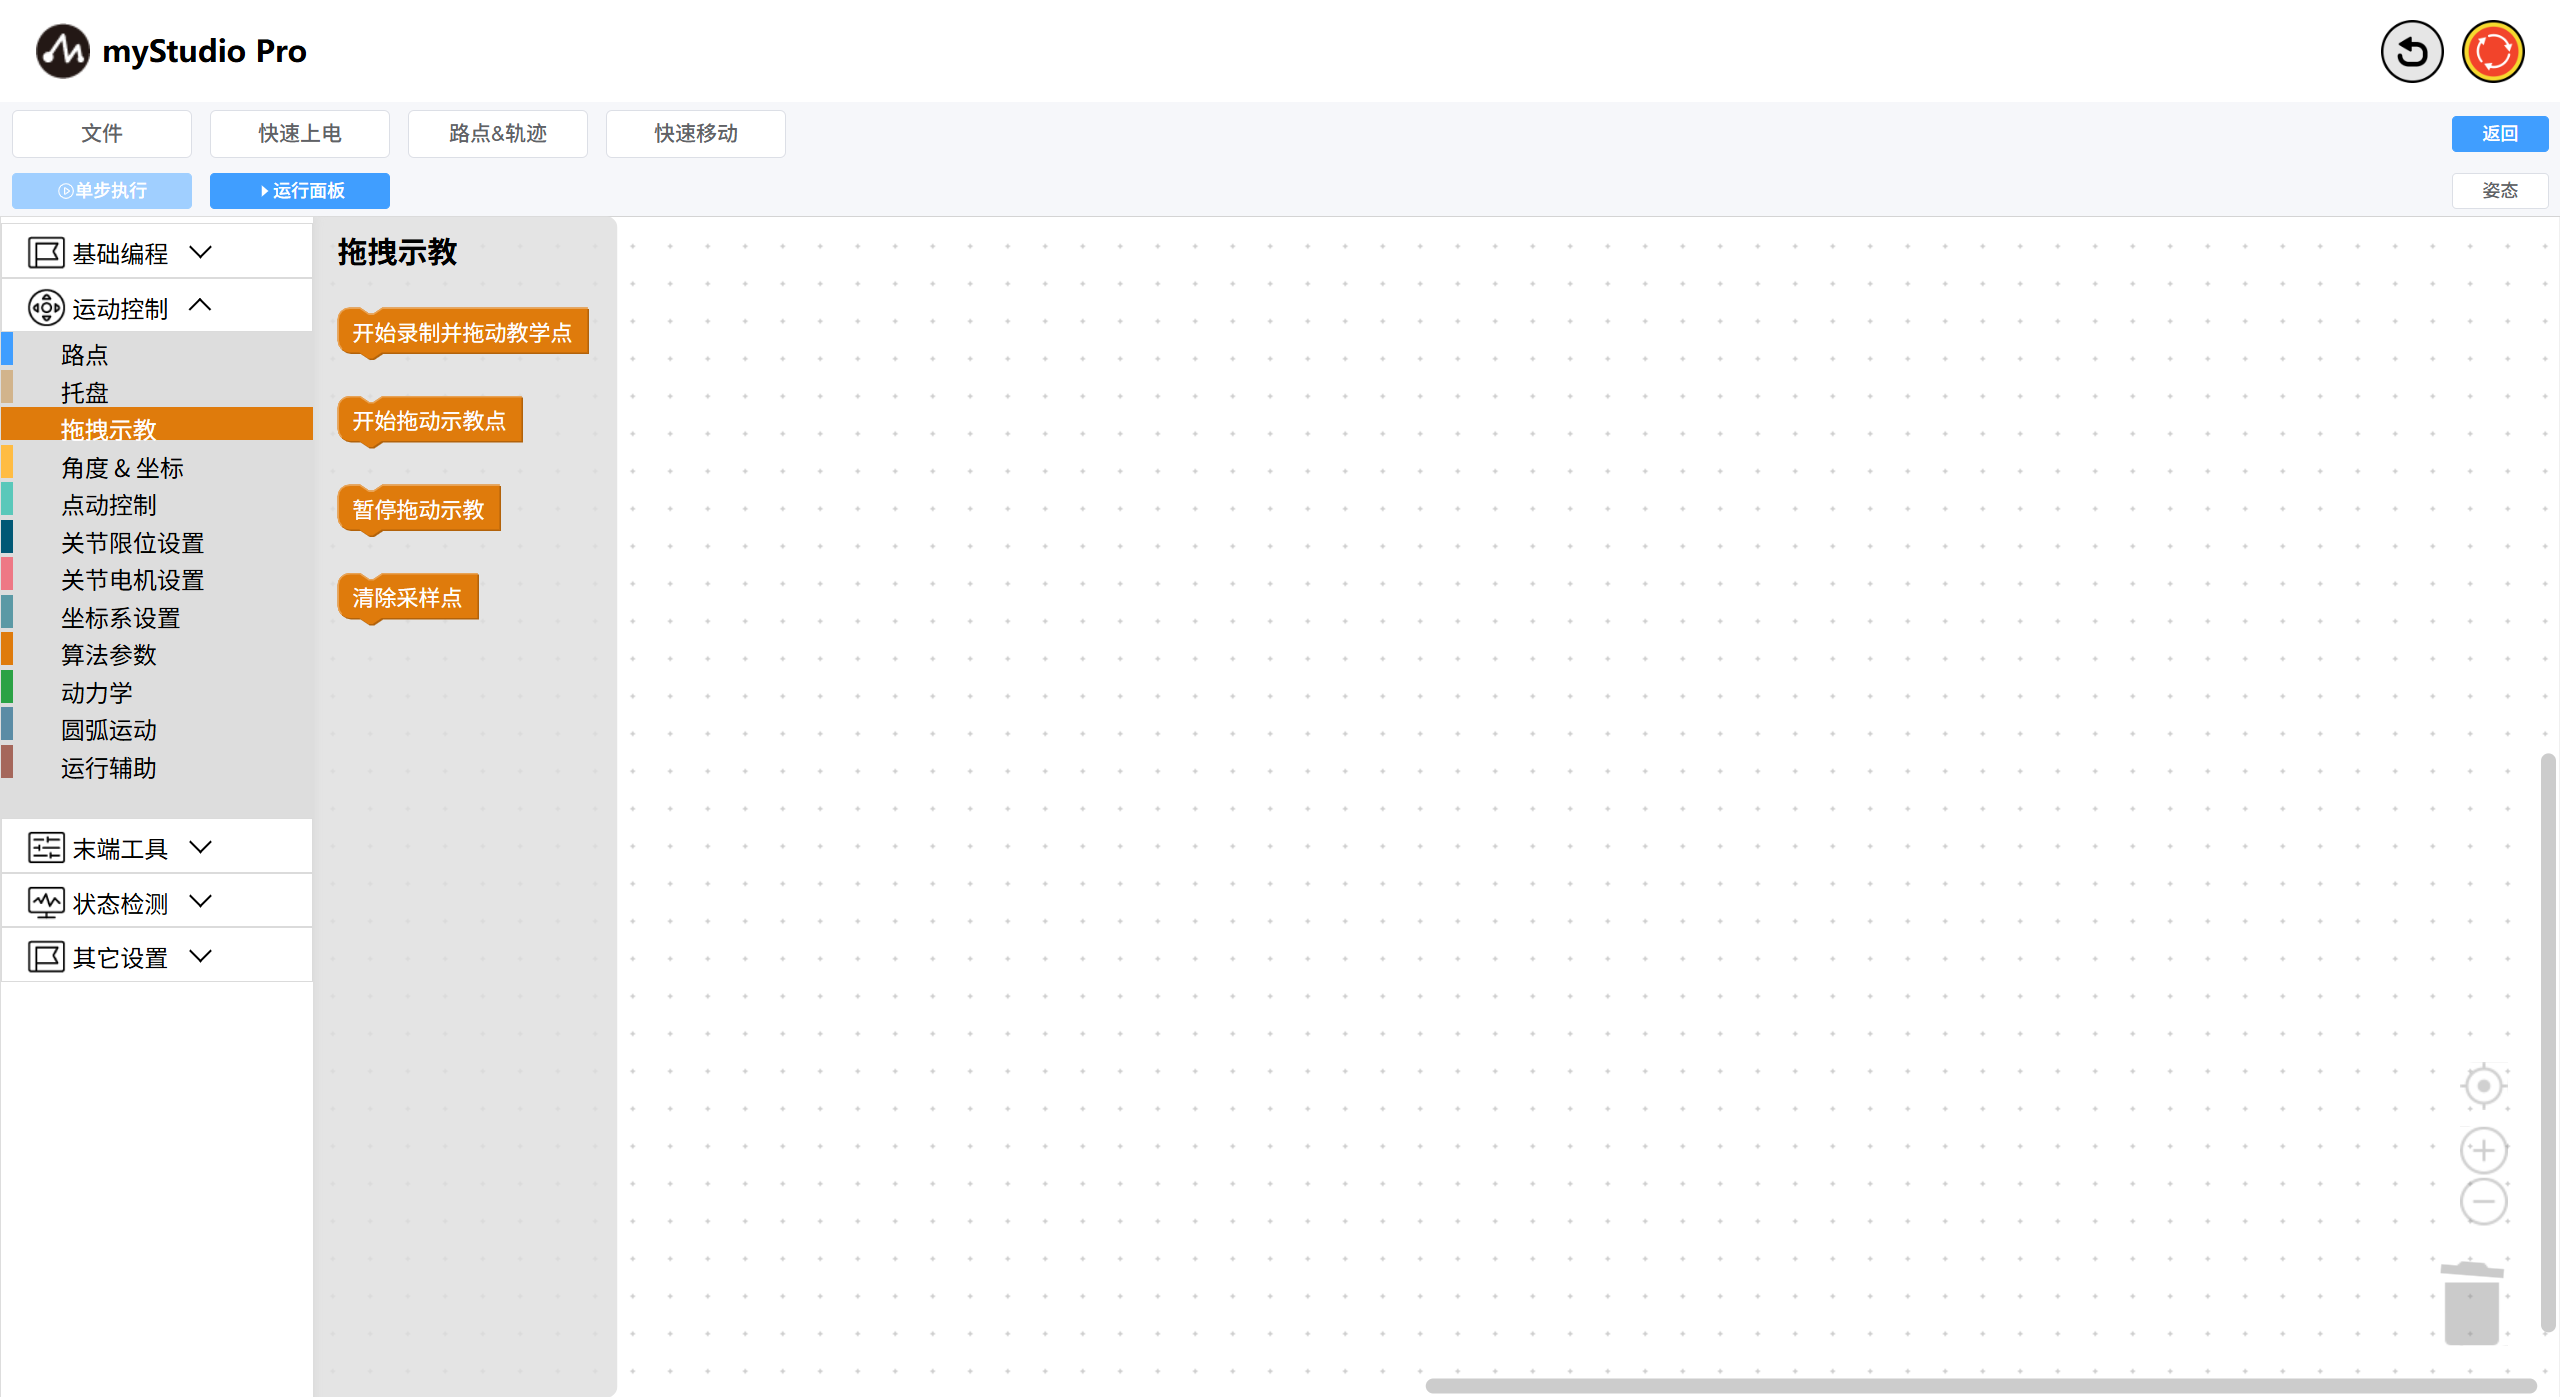 myStudio Pro
文件
快速上电
路点&轨迹
快速移动
返回
单步执行
运行面板
姿态
基础编程
运动控制
路点
托盘
拖拽示教
角度 & 坐标
点动控制
关节限位设置
关节电机设置
坐标系设置
算法参数
动力学
圆弧运动
运行辅助
末端工具
状态检测
其它设置
拖拽示教
开始录制并拖动教学点
开始拖动示教点
暂停拖动示教
清除采样点